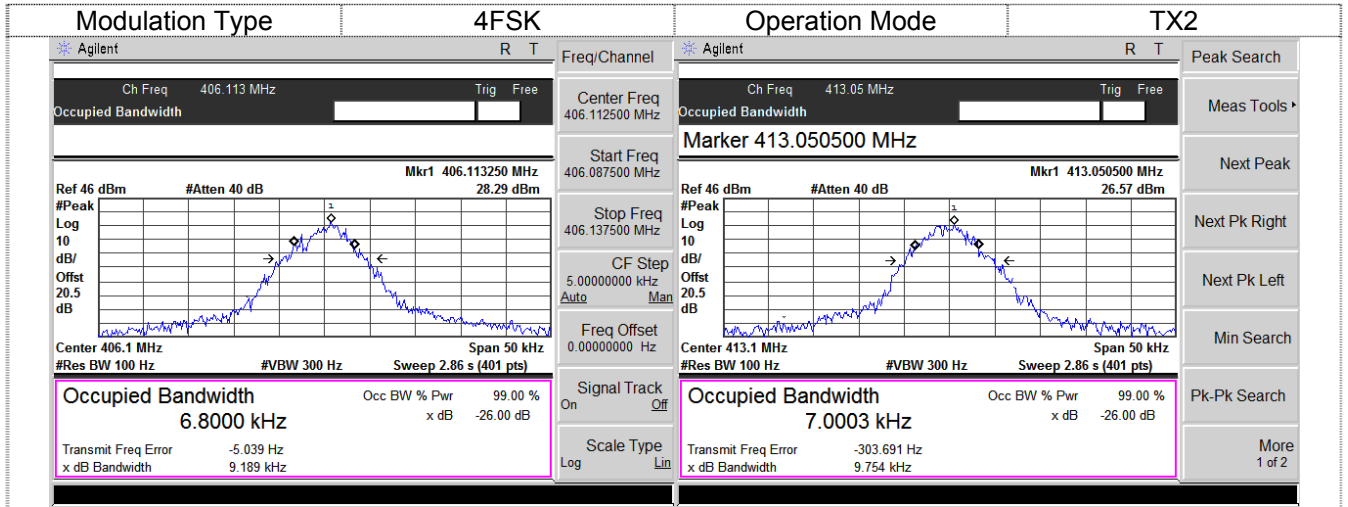 Modulation Type 4FSK Operation Mode TX2
Agilent R T
Freq/Channel
Ch Freq 406.113 MHz Trig Free
Occupied Bandwidth
Center Freq
406.112500 MHz
Start Freq
406.087500 MHz
Mkr1 406.113250 MHz
Ref 46 dBm #Atten 40 dB 28.29 dBm
#Peak
Log
10
dB/
Offst
20.5
dB
1
Stop Freq
406.137500 MHz
CF Step
5.00000000 kHz
Auto Man
Freq Offset
0.00000000 Hz
Center 406.1 MHz Span 50 kHz
#Res BW 100 Hz #VBW 300 Hz Sweep 2.86 s (401 pts)
Signal Track
On Off
Occupied Bandwidth Occ BW % Pwr 99.00 %
6.8000 kHz x dB -26.00 dB
Transmit Freq Error -5.039 Hz
x dB Bandwidth 9.189 kHz
Scale Type
Log Lin
Agilent R T
Peak Search
Ch Freq 413.05 MHz Trig Free
Occupied Bandwidth
Meas Tools
Marker 413.050500 MHz
Next Peak
Mkr1 413.050500 MHz
Ref 46 dBm #Atten 40 dB 26.57 dBm
#Peak
Log
10
dB/
Offst
20.5
dB
1
Next Pk Right
Next Pk Left
Min Search
Center 413.1 MHz Span 50 kHz
#Res BW 100 Hz #VBW 300 Hz Sweep 2.86 s (401 pts)
Pk-Pk Search
Occupied Bandwidth Occ BW % Pwr 99.00 %
7.0003 kHz x dB -26.00 dB
Transmit Freq Error -303.691 Hz
x dB Bandwidth 9.754 kHz
More
1 of 2